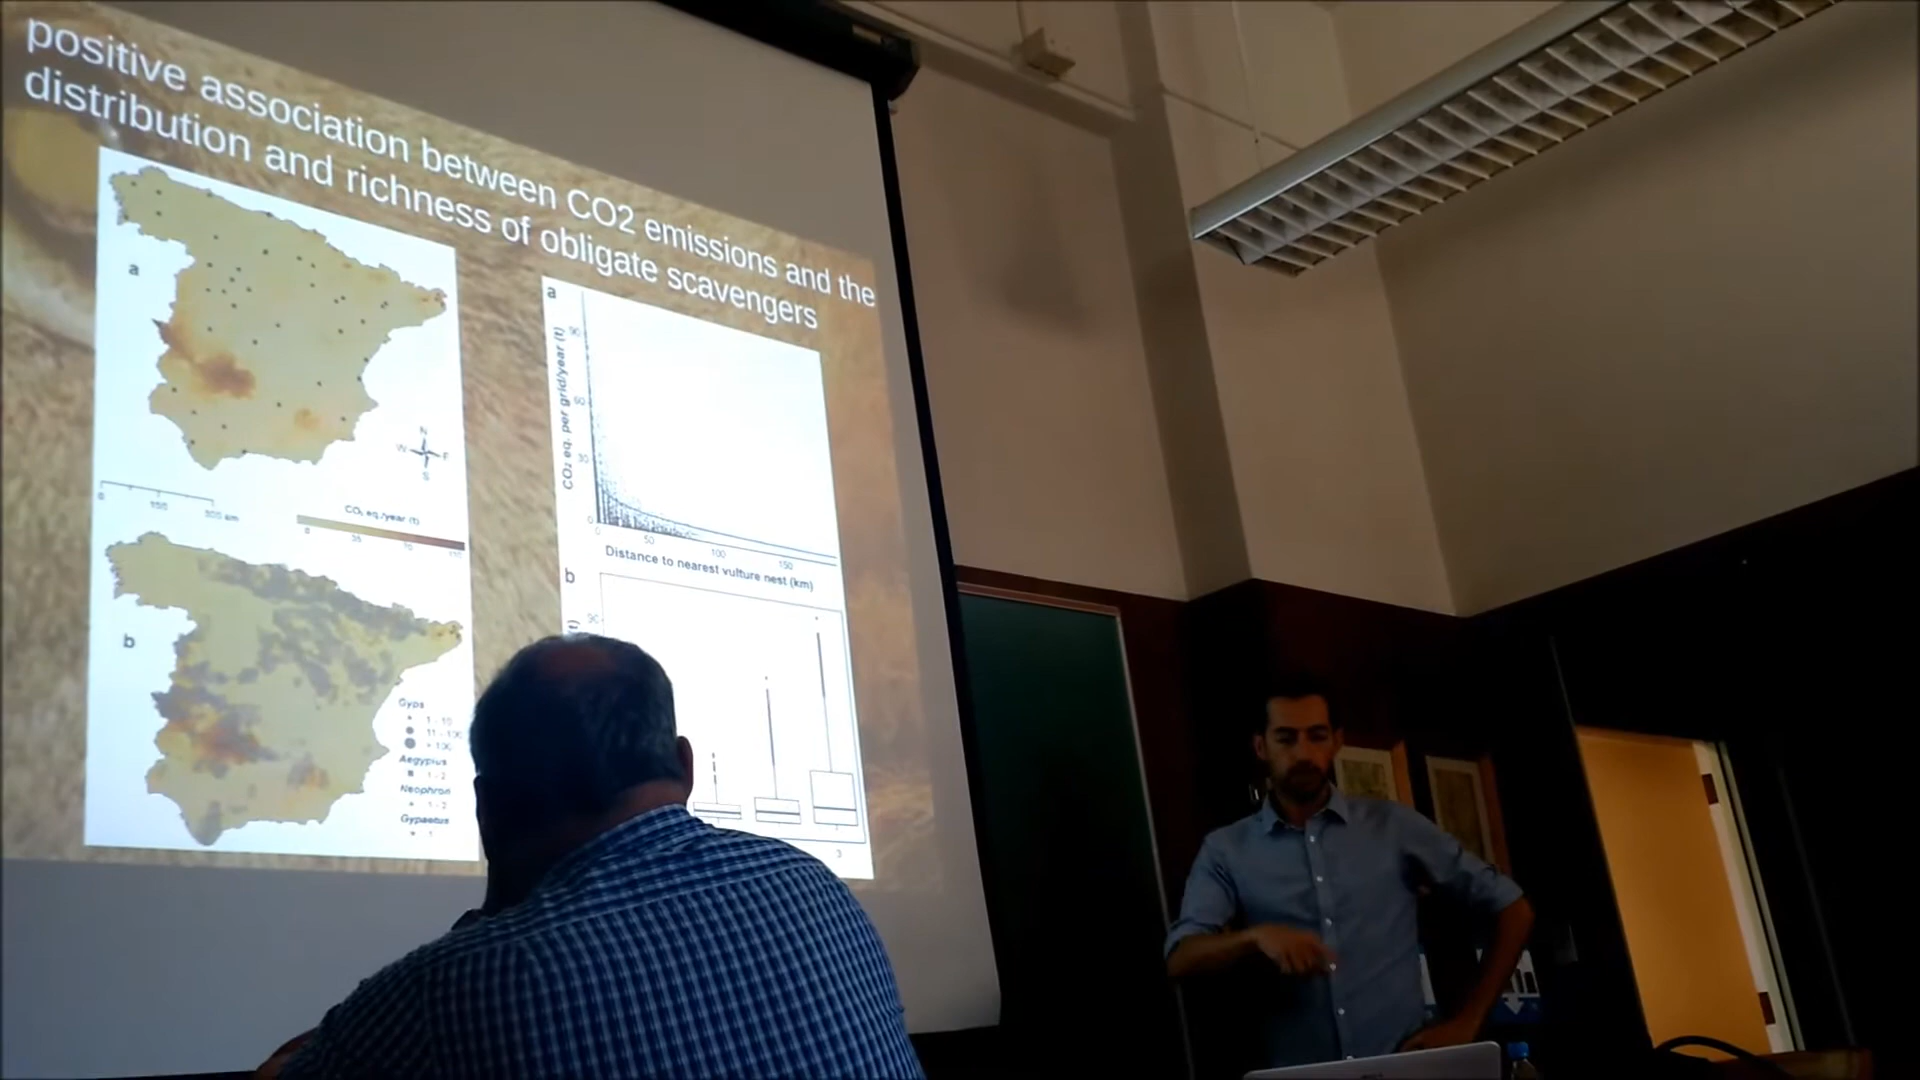 positive association between CO2 emissions and the
distribution and richness of obligate scavengers
a
N
W E
S
0 150 300 km
CO₂ eq./year (t)
0 35 70 110
b
Gyps
1 - 10
11 - 100
> 100
Aegypius
1 - 2
Neophron
1 - 2
Gypaetus
1
a
CO₂ eq. per grid/year (t)
90
60
30
0
0 50 100 150
Distance to nearest vulture nest (km)
b
90
3